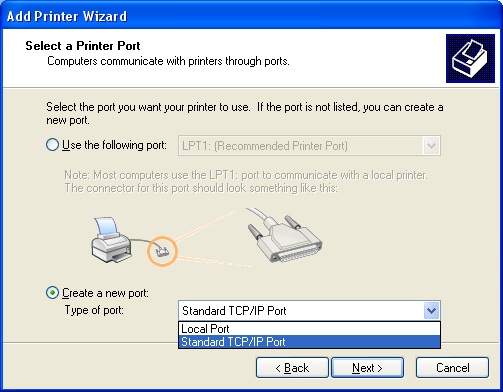 Add Printer Wizard
Select a Printer Port
Computers communicate with printers through ports.
Select the port you want your printer to use. If the port is not listed, you can create a
new port.
Use the following port: LPT1: (Recommended Printer Port)
Note: Most computers use the LPT1: port to communicate with a local printer.
The connector for this port should look something like this:
Create a new port:
Type of port: Standard TCP/IP Port
Local Port
Standard TCP/IP Port
< Back Next > Cancel